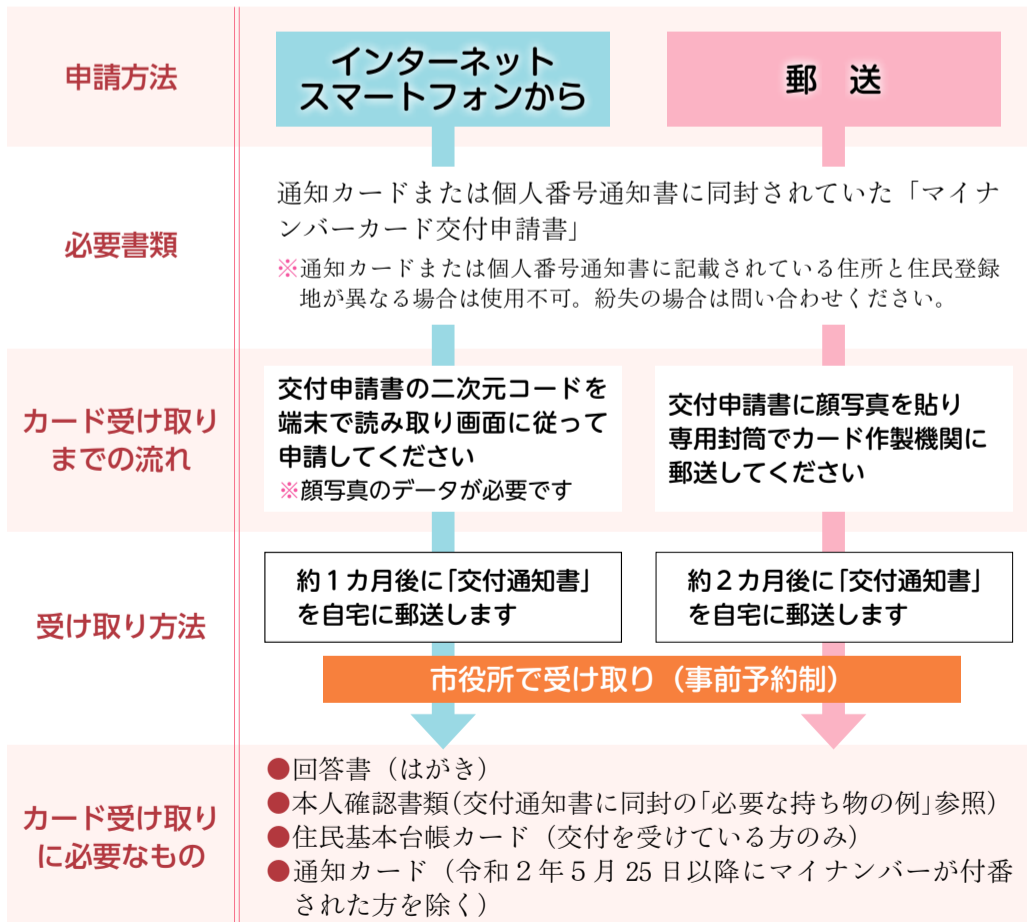 申請方法
インターネット
スマートフォンから
郵　送
必要書類
通知カードまたは個人番号通知書に同封されていた「マイナ
ンバーカード交付申請書」
※通知カードまたは個人番号通知書に記載されている住所と住民登録
地が異なる場合は使用不可。紛失の場合は問い合わせください。
カード受け取り
までの流れ
交付申請書の二次元コードを
端末で読み取り画面に従って
申請してください
※顔写真のデータが必要です
交付申請書に顔写真を貼り
専用封筒でカード作製機関に
郵送してください
受け取り方法
約１カ月後に｢交付通知書｣
を自宅に郵送します
約２カ月後に｢交付通知書｣
を自宅に郵送します
市役所で受け取り（事前予約制）
カード受け取り
に必要なもの
●回答書（はがき）
●本人確認書類(交付通知書に同封の｢必要な持ち物の例｣参照)
●住民基本台帳カード（交付を受けている方のみ）
●通知カード（令和２年５月 25 日以降にマイナンバーが付番
された方を除く）